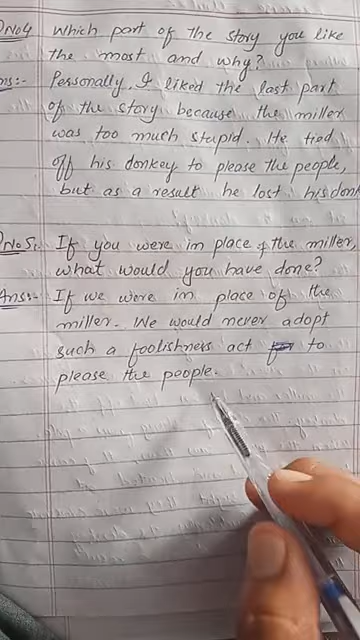 Q No 4 Which part of the story you like
the most and why?
Ans:- Personally, I liked the last part
of the story because the miller
was too much stupid. He tied
off his donkey to please the people,
but as a result he lost his donk
Q No 5. If you were in place of the miller,
what would you have done?
Ans:- If we were in place of the
miller. We would never adopt
such a foolishness act to
please the people.